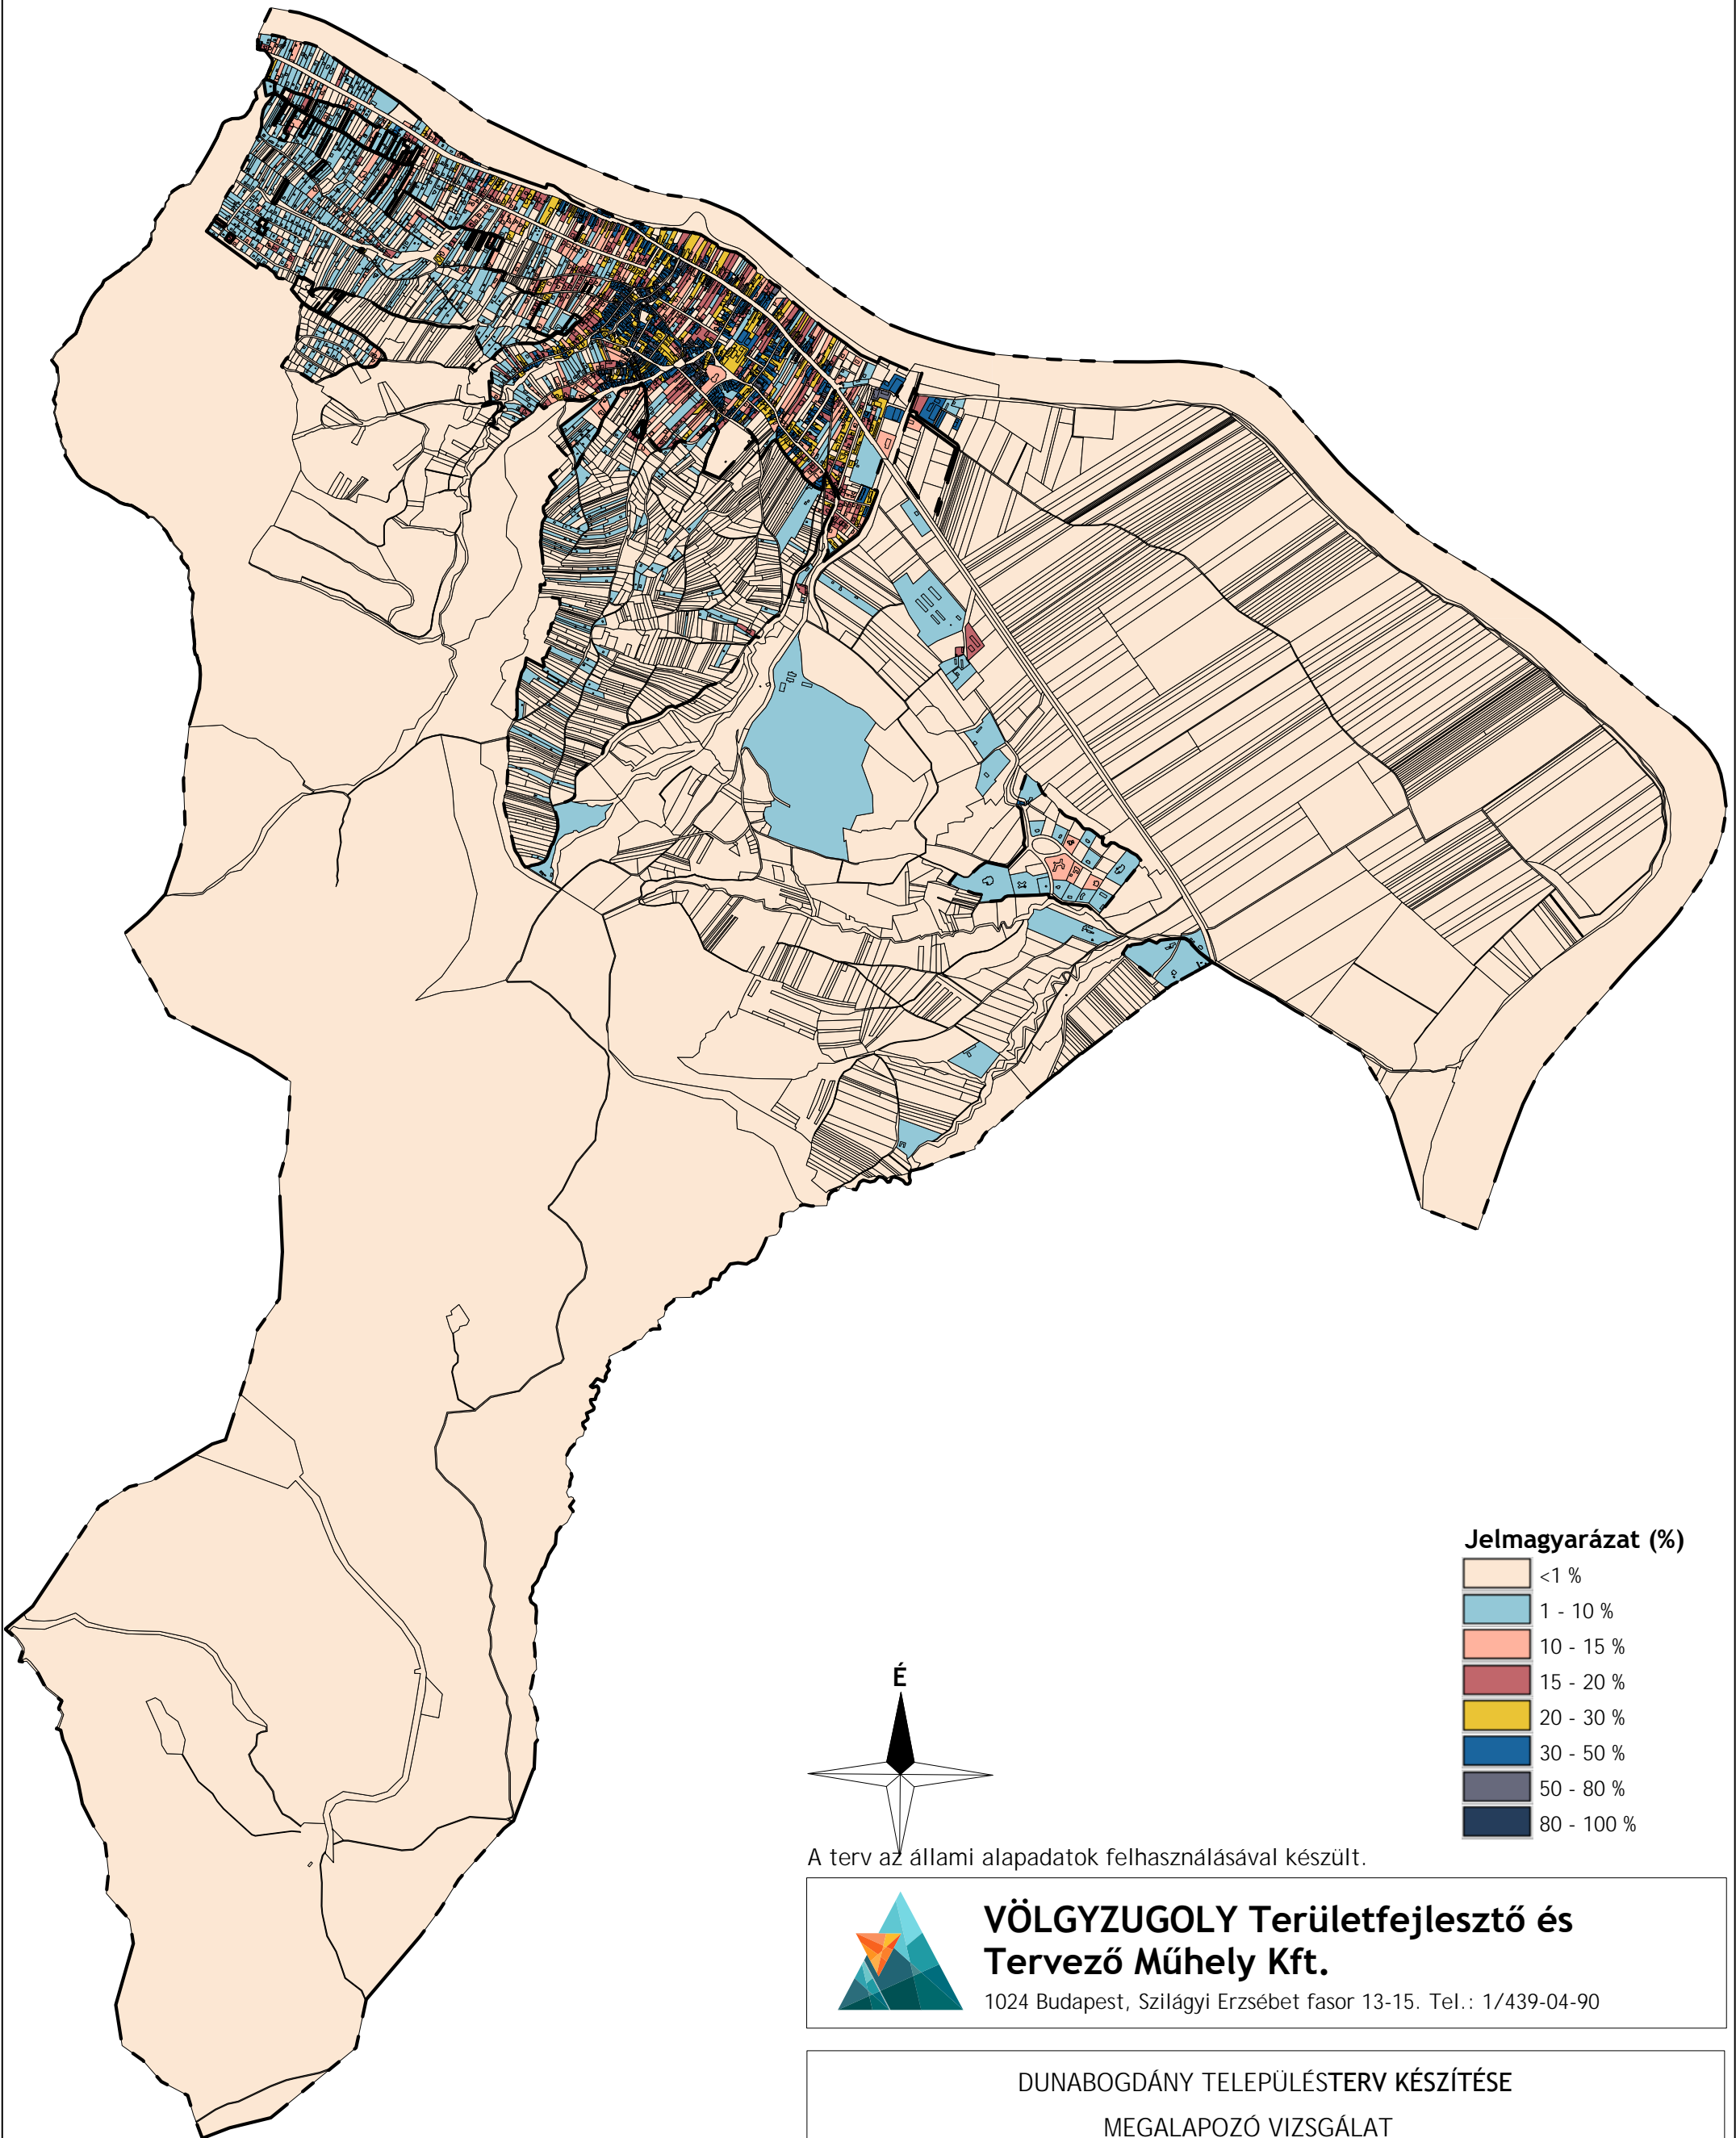 Jelmagyarázat (%)
<1 %
1 - 10 %
10 - 15 %
15 - 20 %
20 - 30 %
30 - 50 %
50 - 80 %
80 - 100 %
É
A terv az állami alapadatok felhasználásával készült.
VÖLGYZUGOLY Területfejlesztő és
Tervező Műhely Kft.
1024 Budapest, Szilágyi Erzsébet fasor 13-15. Tel.: 1/439-04-90
DUNABOGDÁNY TELEPÜLÉSTERV KÉSZÍTÉSE
MEGALAPOZÓ VIZSGÁLAT